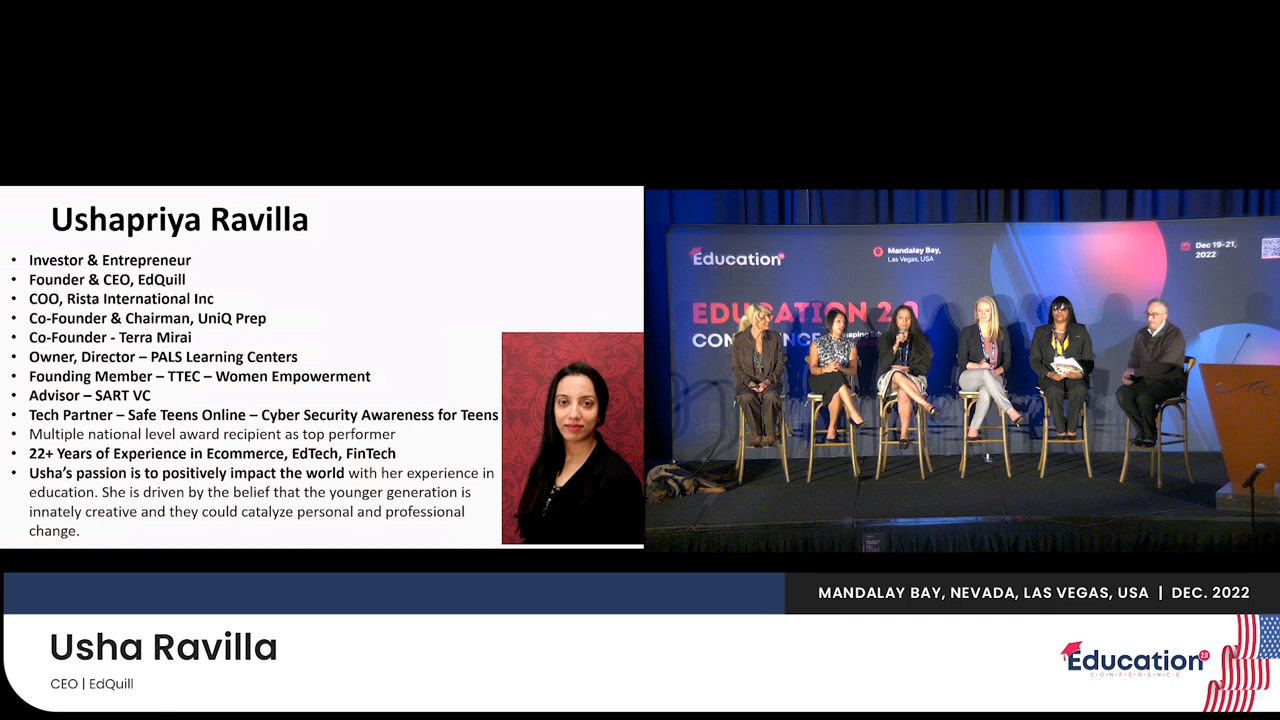 Ushapriya Ravilla
• Investor & Entrepreneur
• Founder & CEO, EdQuill
• COO, Rista International Inc
• Co-Founder & Chairman, UniQ Prep
• Co-Founder - Terra Mirai
• Owner, Director – PALS Learning Centers
• Founding Member – TTEC – Women Empowerment
• Advisor – SART VC
• Tech Partner – Safe Teens Online – Cyber Security Awareness for Teens
• Multiple national level award recipient as top performer
• 22+ Years of Experience in Ecommerce, EdTech, FinTech
• Usha’s passion is to positively impact the world with her experience in
education. She is driven by the belief that the younger generation is
innately creative and they could catalyze personal and professional
change.
Education
Mandalay Bay,
Las Vegas, USA
Dec 19-21,
2022
EDUCATION 2.0
MANDALAY BAY, NEVADA, LAS VEGAS, USA | DEC. 2022
Usha Ravilla
CEO | EdQuill
Education 2.0
CONFERENCE